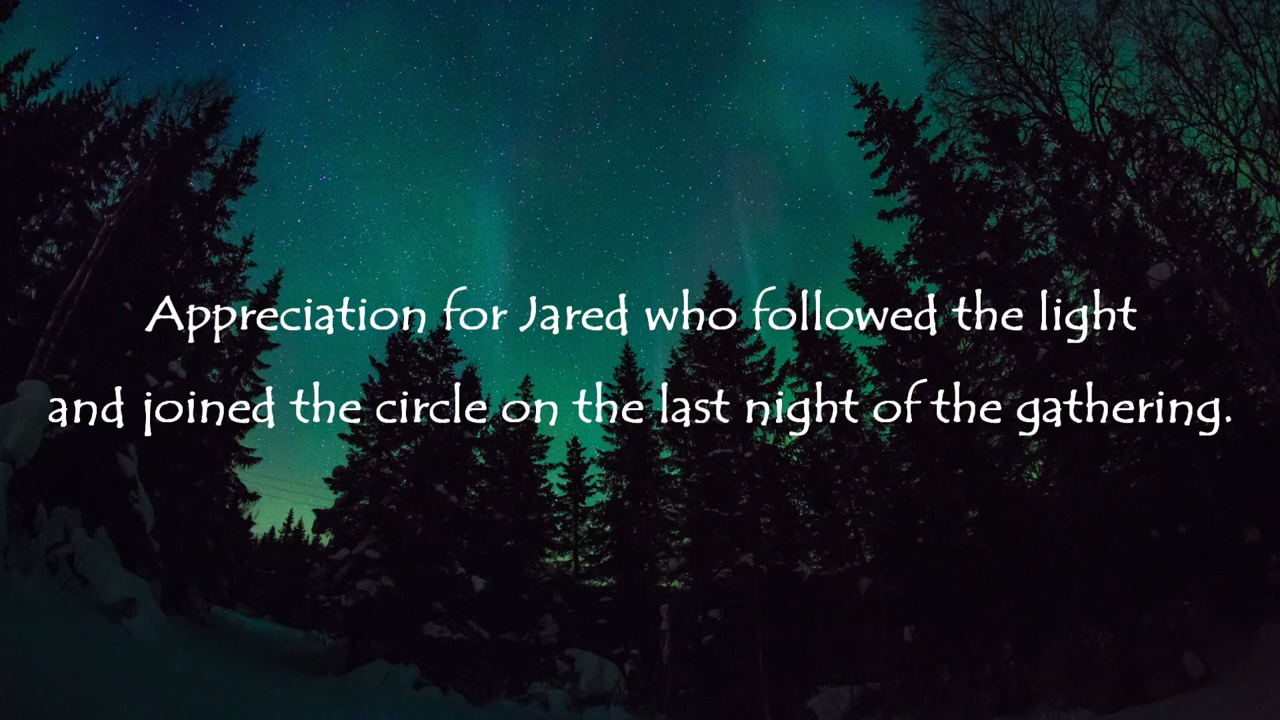 Appreciation for Jared who followed the light
and joined the circle on the last night of the gathering.